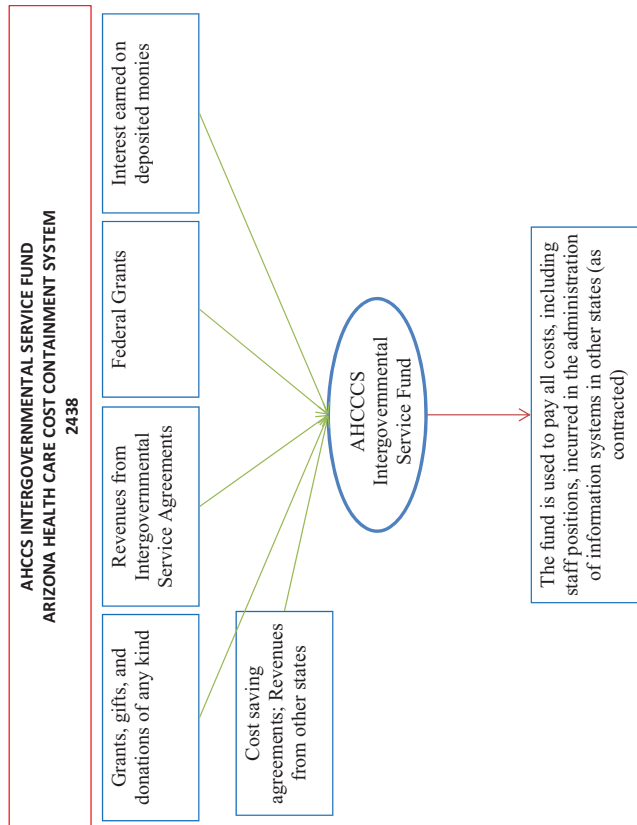 AHCCS INTERGOVERNMENTAL SERVICE FUND
ARIZONA HEALTH CARE COST CONTAINMENT SYSTEM
2438
Grants, gifts, and
donations of any kind
Revenues from
Intergovernmental
Service Agreements
Federal Grants
Interest earned on
deposited monies
Cost saving
agreements; Revenues
from other states
AHCCCS
Intergovernmental
Service Fund
The fund is used to pay all costs, including
staff positions, incurred in the administration
of information systems in other states (as
contracted)